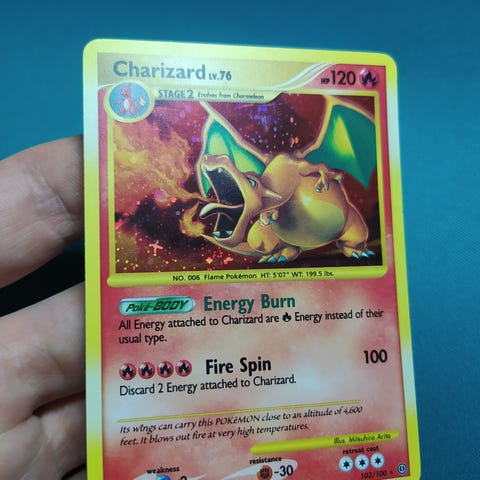 Charizard LV.76 HP 120
STAGE 2 Evolves from Charmeleon
NO. 006 Flame Pokémon HT: 5'07" WT: 199.5 lbs.
Poké-BODY Energy Burn
All Energy attached to Charizard are Energy instead of their
usual type.
Fire Spin 100
Discard 2 Energy attached to Charizard.
Its wings can carry this POKéMON close to an altitude of 4,600
feet. It blows out fire at very high temperatures.
Illus. Mitsuhiro Arita
weakness resistance retreat cost
-30
103/100